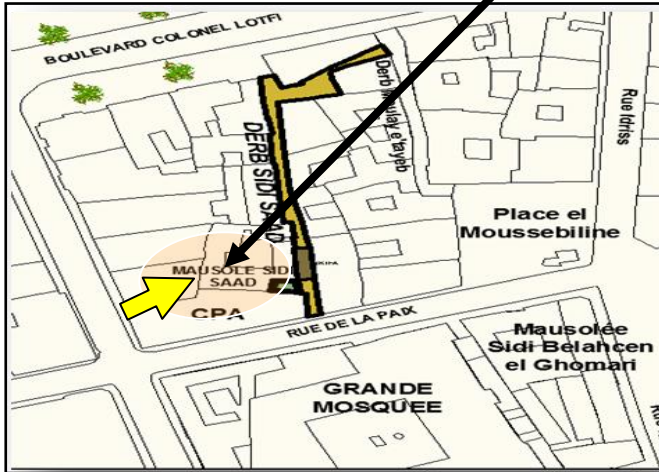 BOULEVARD COLONEL LOTFI
Derb Moulay e'tayeb
Rue Idriss
DERB SIDI SAAD
Place el
Moussebiline
MAUSOLE SIDI
SAAD
CPA
RUE DE LA PAIX
Mausolée
Sidi Belahcen
el Ghomari
GRANDE
MOSQUEE